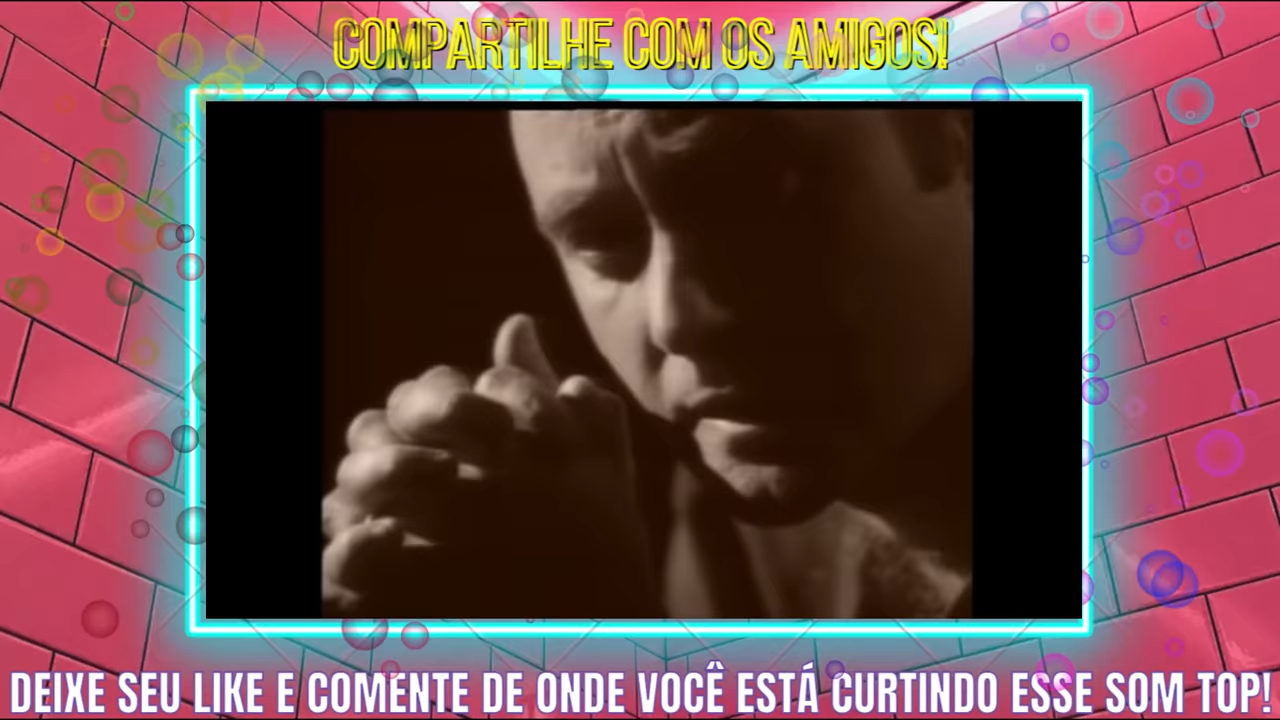 COMPARTILHE COM OS AMIGOS!
DEIXE SEU LIKE E COMENTE DE ONDE VOCÊ ESTÁ CURTINDO ESSE SOM TOP!